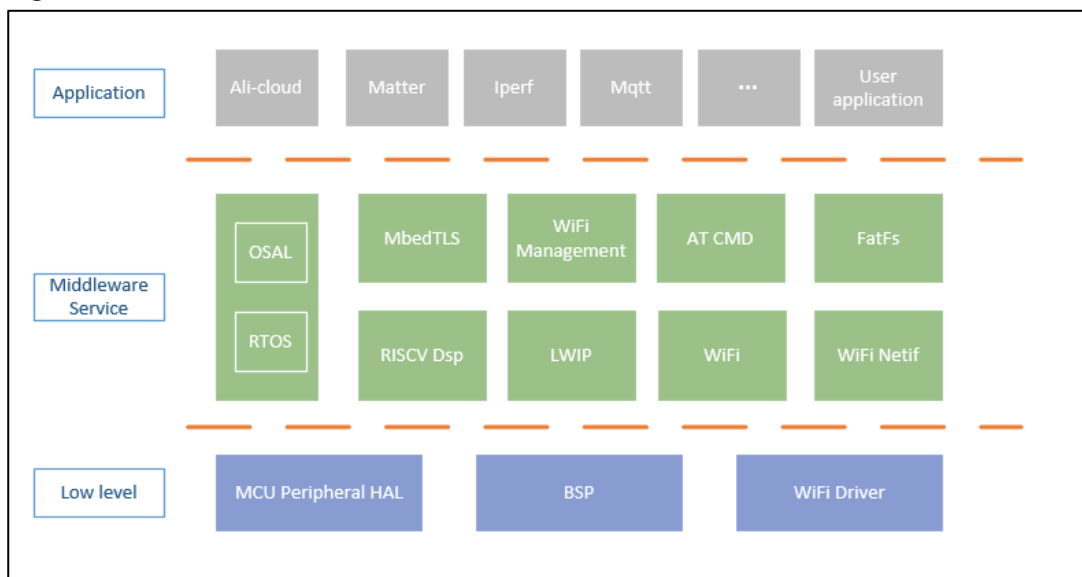 Application
Ali-cloud
Matter
Iperf
Mqtt
...
User
application
Middleware
Service
OSAL
RTOS
MbedTLS
WiFi
Management
AT CMD
FatFs
RISCV Dsp
LWIP
WiFi
WiFi Netif
Low level
MCU Peripheral HAL
BSP
WiFi Driver